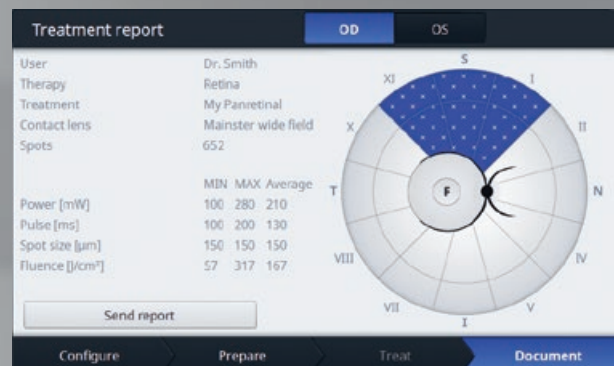 Treatment report
OD
OS
User Dr. Smith
Therapy Retina
Treatment My Panretinal
Contact lens Mainster wide field
Spots 652
MIN MAX Average
Power [mW] 100 280 210
Pulse [ms] 100 200 130
Spot size [µm] 150 150 150
Fluence [J/cm²] 57 317 167
Send report
S
XI
I
X
II
T
F
N
VIII
IV
VII
V
I
Configure
Prepare
Treat
Document